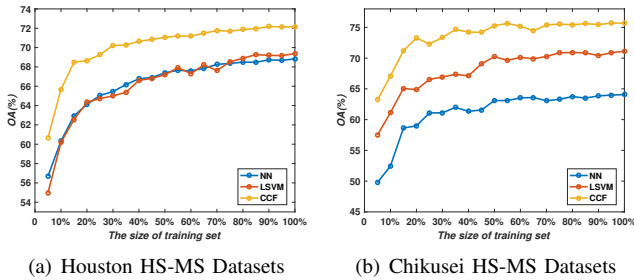 74
72
70
68
66
64
62
60
58
56
54
OA(%)
NN
LSVM
CCF
0 10% 20% 30% 40% 50% 60% 70% 80% 90% 100%
The size of training set
(a) Houston HS-MS Datasets
75
70
65
60
55
50
45
OA(%)
NN
LSVM
CCF
0 10% 20% 30% 40% 50% 60% 70% 80% 90% 100%
The size of training set
(b) Chikusei HS-MS Datasets